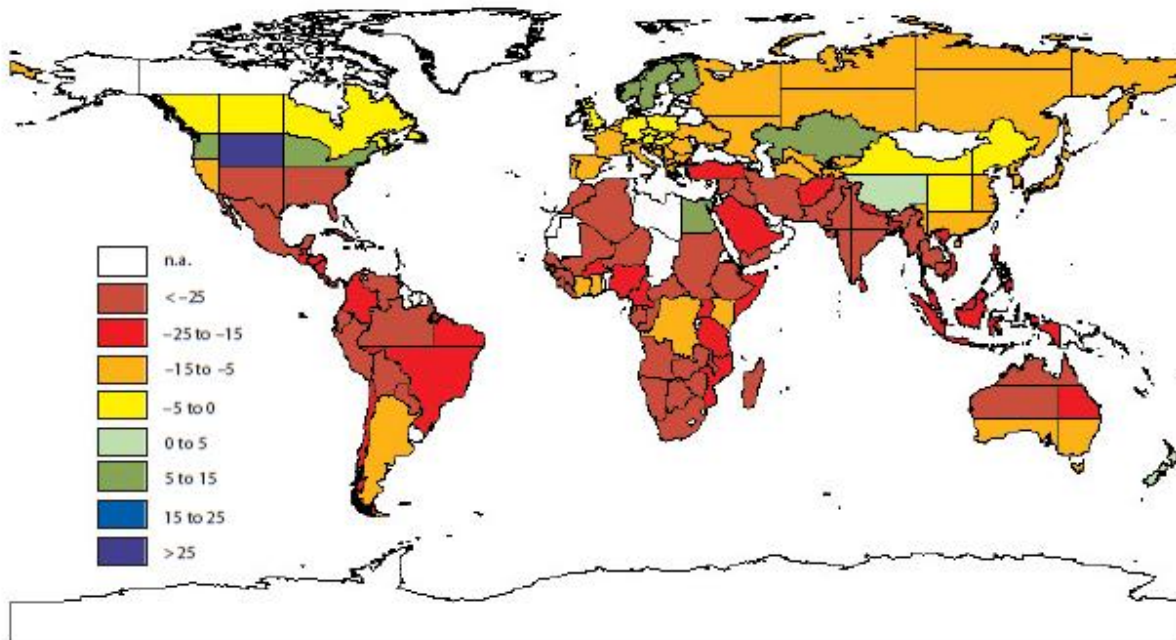 n.a.
< –25
–25 to –15
–15 to –5
–5 to 0
0 to 5
5 to 15
15 to 25
> 25